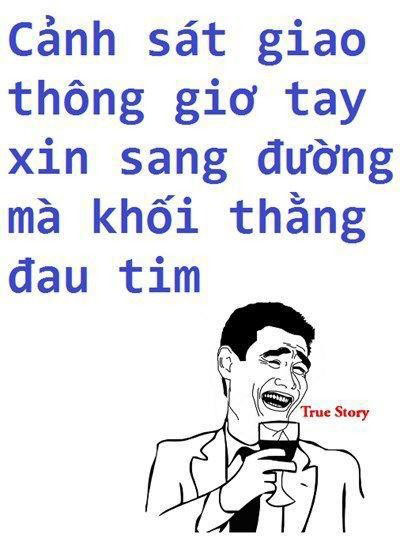 Cảnh sát giao
thông giơ tay
xin sang đường
mà khối thằng
đau tim
True Story